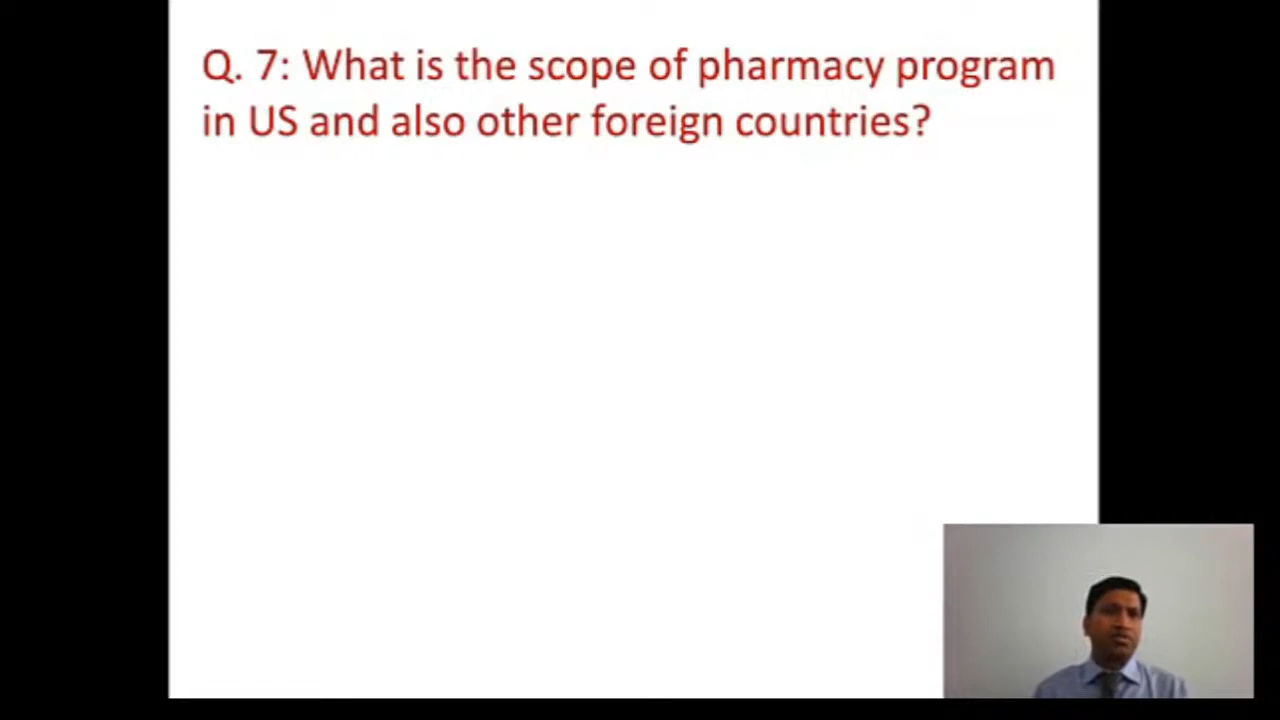 Q. 7: What is the scope of pharmacy program
in US and also other foreign countries?